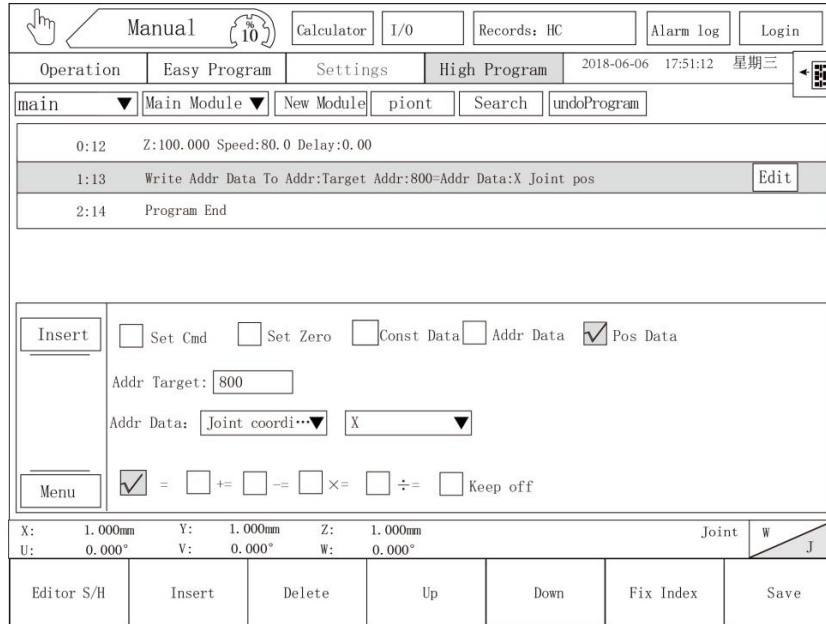 Manual % 10 Calculator I/O Records: HC Alarm log Login
Operation Easy Program Settings High Program 2018-06-06 17:51:12 星期三
main Main Module New Module piont Search undoProgram
0:12 Z:100.000 Speed:80.0 Delay:0.00
1:13 Write Addr Data To Addr:Target Addr:800=Addr Data:X Joint pos Edit
2:14 Program End
Insert Set Cmd Set Zero Const Data Addr Data Pos Data
Addr Target: 800
Addr Data: Joint coordi··· X
Menu = += -= ×= ÷= Keep off
X: 1.000mm Y: 1.000mm Z: 1.000mm Joint W
U: 0.000° V: 0.000° W: 0.000° J
Editor S/H Insert Delete Up Down Fix Index Save